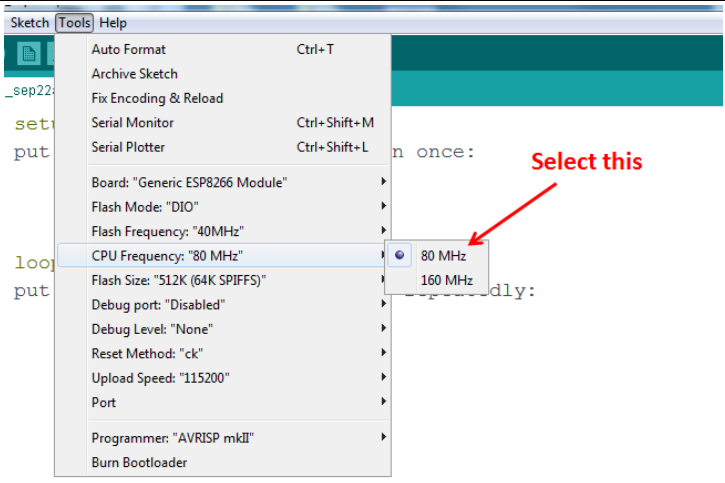 Sketch Tools Help
Auto Format Ctrl+T
Archive Sketch
_sep22
Fix Encoding & Reload
setu
Serial Monitor Ctrl+Shift+M
put
Serial Plotter Ctrl+Shift+L
n once:
Select this
Board: "Generic ESP8266 Module"
Flash Mode: "DIO"
Flash Frequency: "40MHz"
loop
CPU Frequency: "80 MHz"
80 MHz
put
Flash Size: "512K (64K SPIFFS)"
160 MHz
repeatedly:
Debug port: "Disabled"
Debug Level: "None"
Reset Method: "ck"
Upload Speed: "115200"
Port
Programmer: "AVRISP mkII"
Burn Bootloader